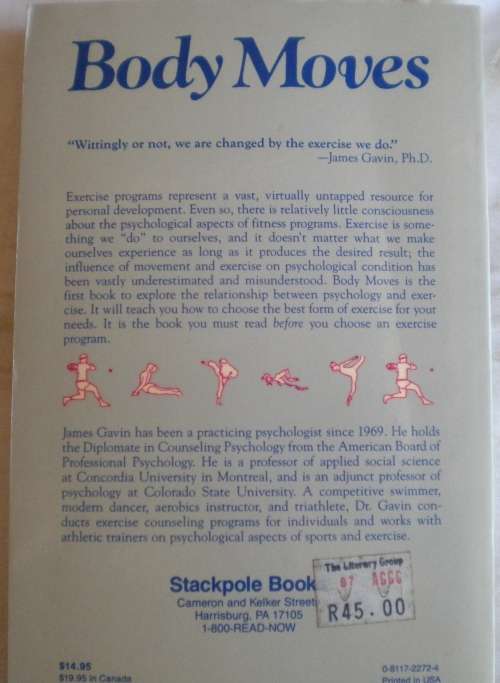 Body Moves
“Wittingly or not, we are changed by the exercise we do.”
—James Gavin, Ph.D.
Exercise programs represent a vast, virtually untapped resource for
personal development. Even so, there is relatively little consciousness
about the psychological aspects of fitness programs. Exercise is some-
thing we “do” to ourselves, and it doesn’t matter what we make
ourselves experience as long as it produces the desired result; the
influence of movement and exercise on psychological condition has
been vastly underestimated and misunderstood. Body Moves is the
first book to explore the relationship between psychology and exer-
cise. It will teach you how to choose the best form of exercise for your
needs. It is the book you must read before you choose an exercise
program.
James Gavin has been a practicing psychologist since 1969. He holds
the Diplomate in Counseling Psychology from the American Board of
Professional Psychology. He is a professor of applied social science
at Concordia University in Montreal, and is an adjunct professor of
psychology at Colorado State University. A competitive swimmer,
modern dancer, aerobics instructor, and triathlete, Dr. Gavin con-
ducts exercise counseling programs for individuals and works with
athletic trainers on psychological aspects of sports and exercise.
The Literary Group
R45.00
Stackpole Book
Cameron and Kelker Street
Harrisburg, PA 17105
1-800-READ-NOW
$14.95
$19.95 in Canada
0-8117-2272-4
Printed in USA